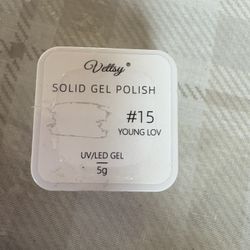 Vettsy
SOLID GEL POLISH
#15
YOUNG LOV
UV/LED GEL
5g